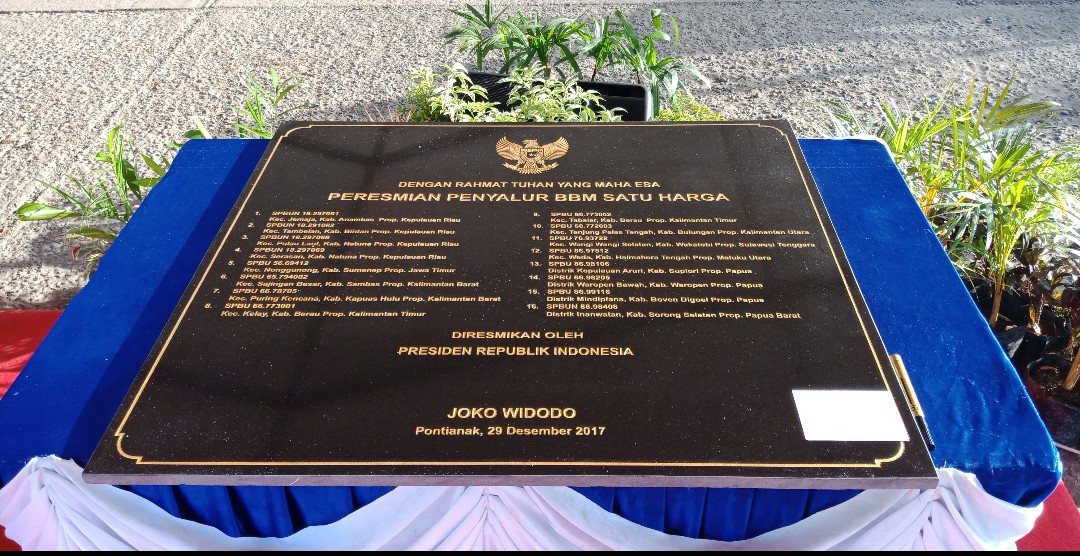 DENGAN RAHMAT TUHAN YANG MAHA ESA
PERESMIAN PENYALUR BBM SATU HARGA
1. SPBUN 18.297661
Kec. Jemaja, Kab. Anambas Prop. Kepulauan Riau
2. SPBUN 18.291062
Kec. Tambelan, Kab. Bintan Prop. Kepulauan Riau
3. SPBUN 18.297068
Kec. Pulau Laut, Kab. Natuna Prop. Kepulauan Riau
4. SPBUN 18.297069
Kec. Serasan, Kab. Natuna Prop. Kepulauan Riau
5. SPBU 56.69412
Kec. Nonggunong, Kab. Sumenep Prop. Jawa Timur
6. SPBU 65.794002
Kec. Sajingan Besar, Kab. Sambas Prop. Kalimantan Barat
7. SPBU 66.78705
Kec. Puring Kencana, Kab. Kapuas Hulu Prop. Kalimantan Barat
8. SPBU 66.773001
Kec. Kelay, Kab. Berau Prop. Kalimantan Timur
9. SPBU 66.773002
Kec. Tabalar, Kab. Berau Prop. Kalimantan Timur
10. SPBU 66.772003
Kec. Tanjung Palas Tengah, Kab. Bulungan Prop. Kalimantan Utara
11. SPBU 75.93722
Kec. Wangi Wangi Selatan, Kab. Wakatobi Prop. Sulawesi Tenggara
12. SPBU 86.97812
Kec. Weda, Kab. Halmahera Tengah Prop. Maluku Utara
13. SPBU 86.98106
Distrik Kepulauan Aruri, Kab. Supiori Prop. Papua
14. SPBU 86.98205
Distrik Waropen Bawah, Kab. Waropen Prop. Papua
15. SPBU 86.99116
Distrik Mindiptana, Kab. Boven Digoel Prop. Papua
16. SPBUN 88.98408
Distrik Inanwatan, Kab. Sorong Selatan Prop. Papua Barat
DIRESMIKAN OLEH
PRESIDEN REPUBLIK INDONESIA
JOKO WIDODO
Pontianak, 29 Desember 2017